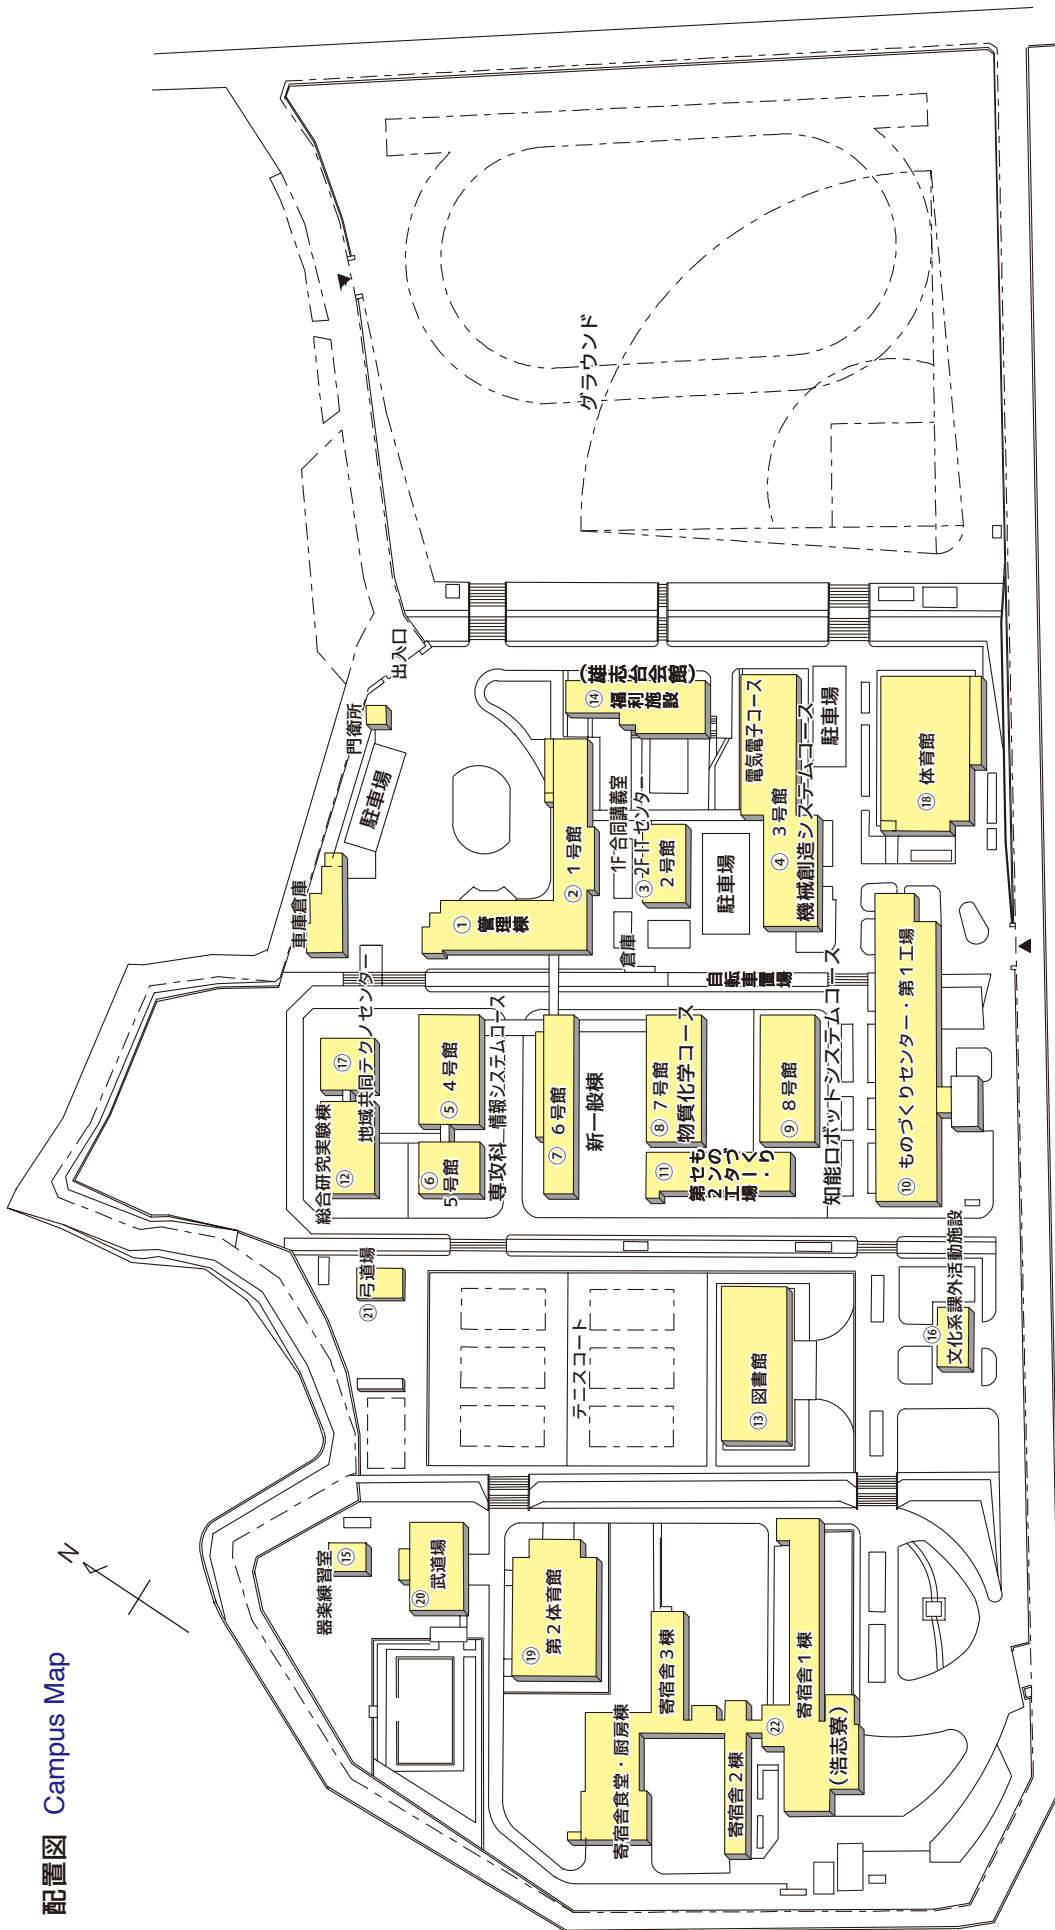 配置図 Campus Map
N
器楽練習室
⑮
⑳
武道場
⑲ 第2体育館
寄宿舎食堂・厨房棟
寄宿舎3棟
寄宿舎2棟
㉒
寄宿舎1棟
(浩志寮)
㉑ 弓道場
テニスコート
⑬ 図書館
⑯
文化系課外活動施設
総合研究実験棟
⑫
⑰
地域共同テクノセンター
⑤ 4号館
⑥
5号館
専攻科
情報システムコース
⑦ 6号館
新一般棟
⑧ 7号館
物質化学コース
⑪
ものづくり
センター・
第2工場
⑨ 8号館
知能ロボットシステムコース
⑩ ものづくりセンター・第1工場
自転車置場
車庫倉庫
駐車場
門衛所
出入口
①
管理棟
② 1号館
倉庫
1F 合同講義室
③ 2F ITセンター
2号館
駐車場
⑭
福利施設
(雄志台会館)
電気電子コース
④ 3号館
機械創造システムコース
駐車場
⑱ 体育館
グラウンド